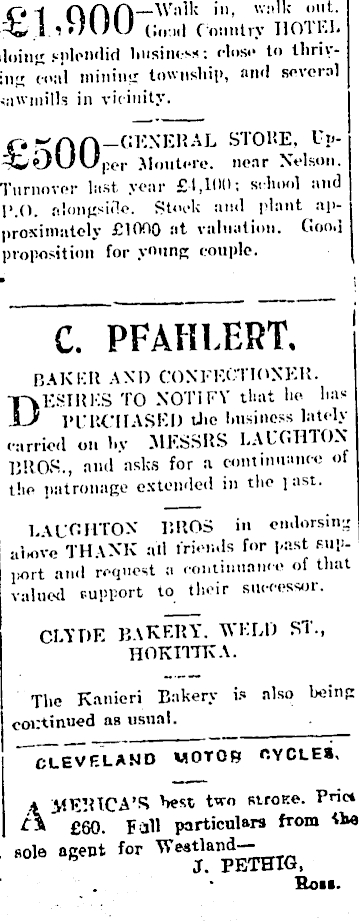 £1,900—Walk in, walk out.
Good Country HOTEL
doing splendid business; close to thriv-
ing coal mining township, and several
sawmills in vicinity.
£500—GENERAL STORE, Up-
per Moutere, near Nelson.
Turnover last year £4,100; school and
P.O. alongside. Stock and plant ap-
proximately £1000 at valuation. Good
proposition for young couple.
C. PFAHLERT,
BAKER AND CONFECTIONER.
DESIRES TO NOTIFY that he has
PURCHASED the business lately
carried on by MESSRS LAUGHTON
BROS., and asks for a continuance of
the patronage extended in the past.
LAUGHTON BROS in endorsing
above THANK all friends for past sup-
port and request a continuance of that
valued support to their successor.
CLYDE BAKERY, WELD ST.,
HOKITIKA.
The Kanieri Bakery is also being
continued as usual.
CLEVELAND MOTOR CYCLES,
AMERICA'S best two stroke. Price
£60. Full particulars from the
sole agent for Westland—
J. PETHIG,
Ross.